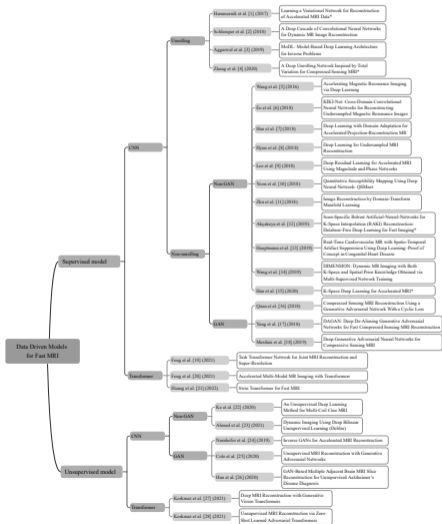 Hammernik et al. [1] (2017)
Learning a Variational Network for Reconstruction
of Accelerated MRI Data*
Schlemper et al. [2] (2018)
A Deep Cascade of Convolutional Neural Networks
for Dynamic MR Image Reconstruction
Unrolling
Aggarwal et al. [3] (2019)
MoDL: Model-Based Deep Learning Architecture
for Inverse Problems
Zhang et al. [4] (2020)
A Deep Unrolling Network Inspired by Total
Variation for Compressed Sensing MRI*
Wang et al. [5] (2016)
Accelerating Magnetic Resonance Imaging
via Deep Learning
Eo et al. [6] (2018)
KIKI-Net: Cross-Domain Convolutional
Neural Networks for Reconstructing
Undersampled Magnetic Resonance Images
Han et al. [7] (2018)
Deep Learning with Domain Adaptation for
Accelerated Projection-Reconstruction MR
CNN
Hyun et al. [8] (2018)
Deep Learning for Undersampled MRI
Reconstruction
Lee et al. [9] (2018)
Deep Residual Learning for Accelerated MRI
Using Magnitude and Phase Networks
Non-GAN
Yoon et al. [10] (2018)
Quantitative Susceptibility Mapping Using Deep
Neural Network: QSMnet
Zhu et al. [11] (2018)
Image Reconstruction by Domain-Transform
Manifold Learning
Akçakaya et al. [12] (2019)
Scan-Specific Robust Artificial-Neural-Networks for
K-Space Interpolation (RAKI) Reconstruction:
Database-Free Deep Learning for Fast Imaging*
Non-unrolling
Hauptmann et al. [13] (2019)
Real-Time Cardiovascular MR with Spatio-Temporal
Artifact Suppression Using Deep Learning–Proof of
Concept in Congenital Heart Disease
Supervised model
Wang et al. [14] (2019)
DIMENSION: Dynamic MR Imaging with Both
K-Space and Spatial Prior Knowledge Obtained via
Multi-Supervised Network Training
Han et al. [15] (2020)
K-Space Deep Learning for Accelerated MRI*
Quan et al. [16] (2018)
Compressed Sensing MRI Reconstruction Using a
Generative Adversarial Network With a Cyclic Loss
GAN
Yang et al. [17] (2018)
DAGAN: Deep De-Aliasing Generative Adversarial
Networks for Fast Compressed Sensing MRI Reconstruction
Mardani et al. [18] (2019)
Deep Generative Adversarial Neural Networks for
Compressive Sensing MRI
Data Driven Models
for Fast MRI
Feng et al. [19] (2021)
Task Transformer Network for Joint MRI Reconstruction and
Super-Resolution
Transformer
Feng et al. [20] (2021)
Accelerated Multi-Modal MR Imaging with Transformers
Huang et al. [21] (2022)
Swin Transformer for Fast MRI
Ke et al. [22] (2020)
An Unsupervised Deep Learning
Method for Multi-Coil Cine MRI
Non-GAN
Ahmed et al. [23] (2021)
Dynamic Imaging Using Deep Bilinear
Unsupervised Learning (Deblur)
CNN
Narnhofer et al. [24] (2019)
Inverse GANs for Accelerated MRI Reconstruction
GAN
Cole et al. [25] (2020)
Unsupervised MRI Reconstruction with Generative
Adversarial Networks
Unsupervised model
Han et al. [26] (2020)
GAN-Based Multiple Adjacent Brain MRI Slice
Reconstruction for Unsupervised Alzheimer's
Disease Diagnosis
Korkmaz et al. [27] (2021)
Deep MRI Reconstruction with Generative
Vision Transformers
Transformer
Korkmaz et al. [28] (2021)
Unsupervised MRI Reconstruction via Zero-
Shot Learned Adversarial Transformers